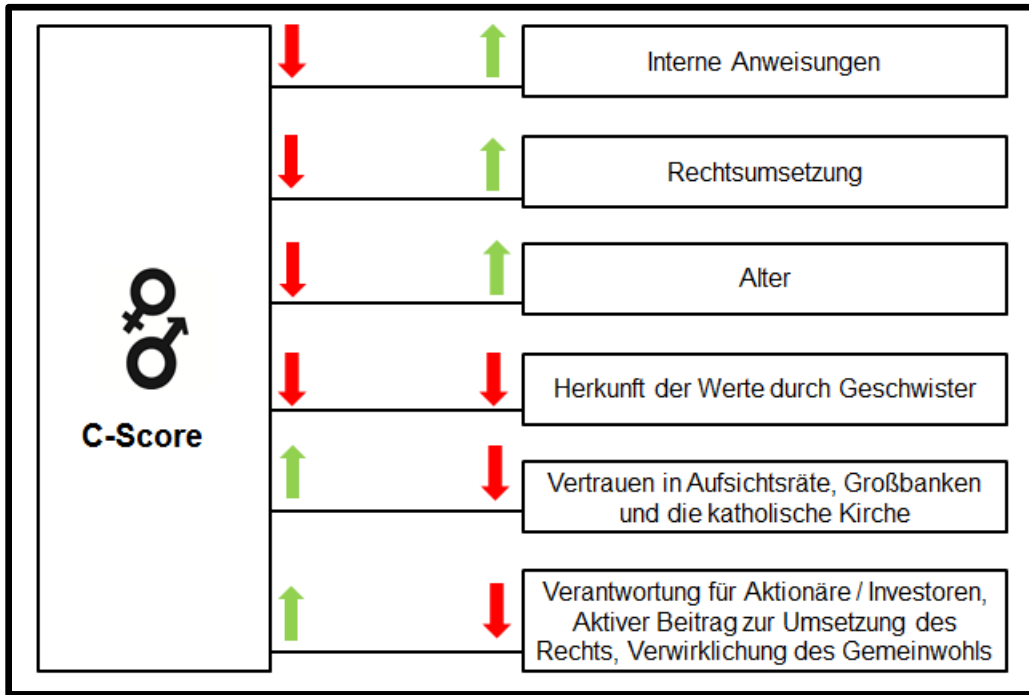 Interne Anweisungen
Rechtsumsetzung
Alter
Herkunft der Werte durch Geschwister
C-Score
Vertrauen in Aufsichtsräte, Großbanken
und die katholische Kirche
Verantwortung für Aktionäre / Investoren,
Aktiver Beitrag zur Umsetzung des
Rechts, Verwirklichung des Gemeinwohls